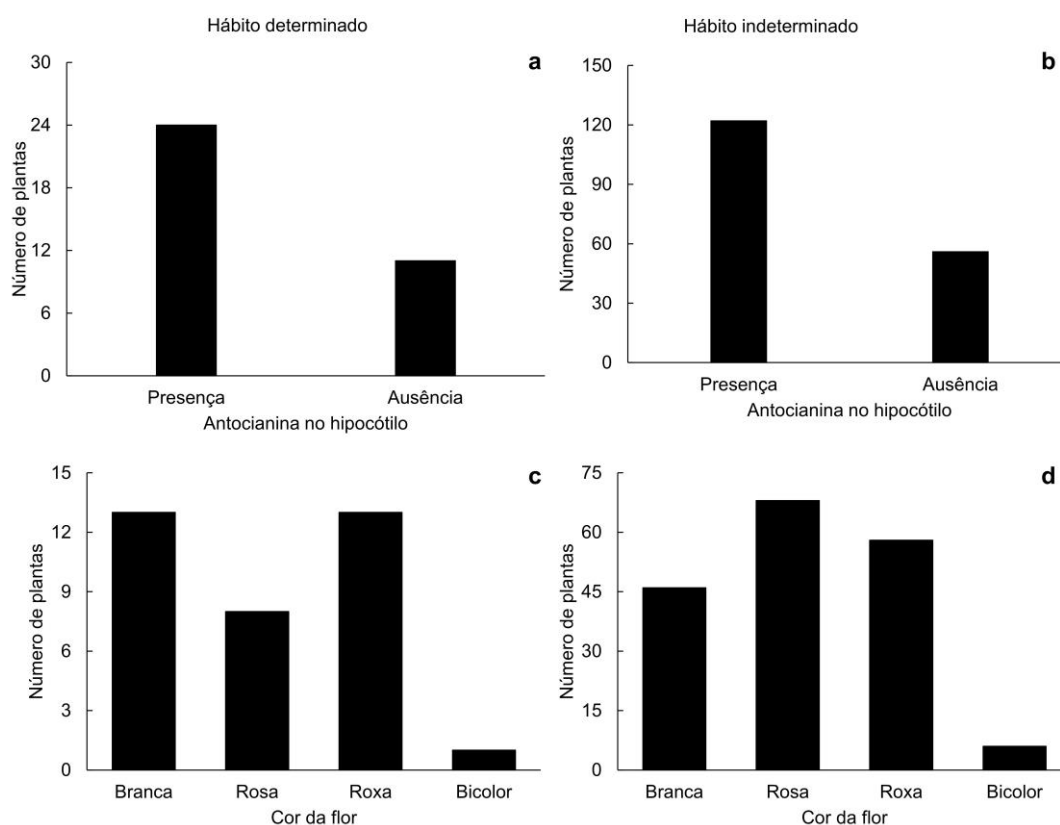 Hábito determinado
a
Número de plantas
30
24
18
12
6
0
Presença Ausência
Antocianina no hipocótilo
Hábito indeterminado
b
Número de plantas
150
120
90
60
30
0
Presença Ausência
Antocianina no hipocótilo
c
Número de plantas
15
12
9
6
3
0
Branca Rosa Roxa Bicolor
Cor da flor
d
Número de plantas
75
60
45
30
15
0
Branca Rosa Roxa Bicolor
Cor da flor